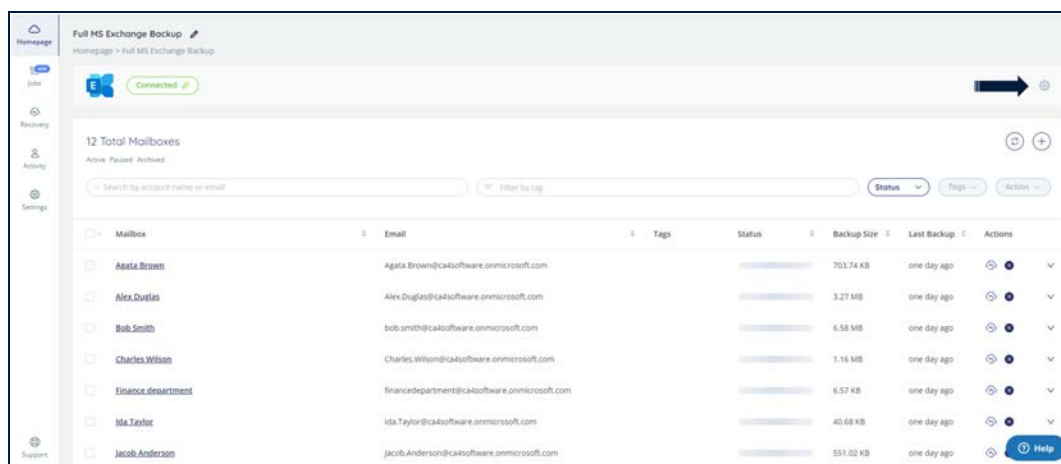 Full MS Exchange Backup
Homepage > Full MS Exchange Backup
Homepage
NEW
Jobs
Recovery
Activity
Settings
Support
E
Connected
12 Total Mailboxes
Active Paused Archived
Search by account name or email
Filter by tag
Status
Tags
Action
Mailbox Email Tags Status Backup Size Last Backup Actions
Agata Brown Agata.Brown@ca4software.onmicrosoft.com 703.74 KB one day ago
Alex Duglas Alex.Duglas@ca4software.onmicrosoft.com 3.27 MB one day ago
Bob Smith bob.smith@ca4software.onmicrosoft.com 6.58 MB one day ago
Charles Wilson Charles.Wilson@ca4software.onmicrosoft.com 1.16 MB one day ago
Finance department financedepartment@ca4software.onmicrosoft.com 6.57 KB one day ago
Ida Taylor Ida.Taylor@ca4software.onmicrosoft.com 40.68 KB one day ago
Jacob Anderson Jacob.Anderson@ca4software.onmicrosoft.com 551.02 KB one day ago
Help